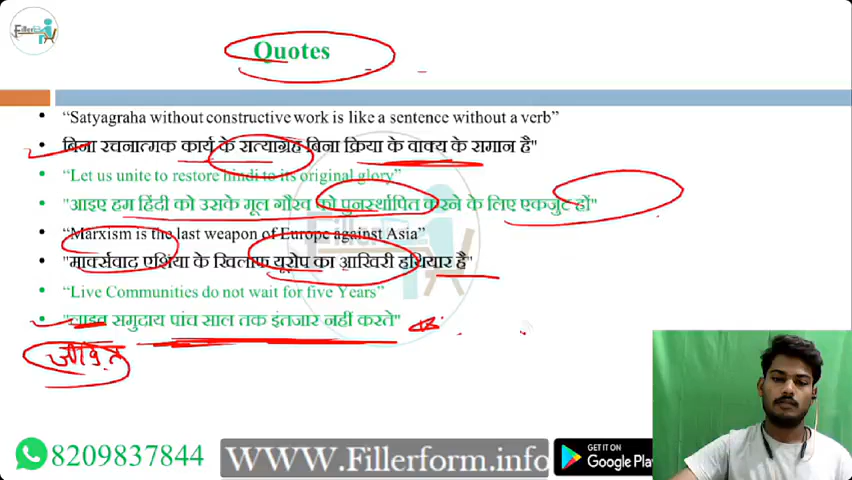 Filler
Quotes
“Satyagraha without constructive work is like a sentence without a verb”
बिना रचनात्मक कार्य के सत्याग्रह बिना क्रिया के वाक्य के समान है"
“Let us unite to restore hindi to its original glory”
"आइए हम हिंदी को उसके मूल गौरव को पुनर्स्थापित करने के लिए एकजुट हों"
“Marxism is the last weapon of Europe against Asia”
"मार्क्सवाद एशिया के खिलाफ यूरोप का आखिरी हथियार है"
“Live Communities do not wait for five Years”
"लाइव समुदाय पांच साल तक इंतजार नहीं करते"
जीवित
8209837844
WWW.Fillerform.info
GET IT ON
Google Play